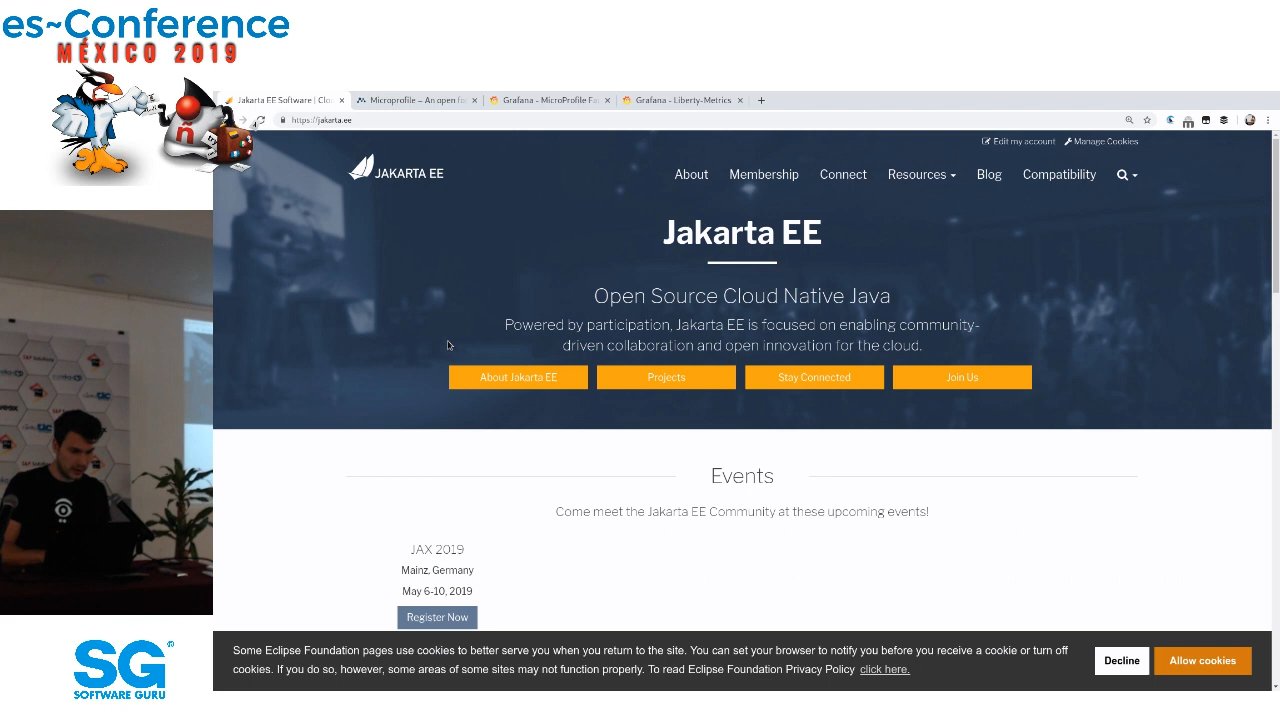 es~Conference
MÉXICO 2019
ñ
Jakarta EE Software | Clou
Microprofile — An open fo
Grafana - MicroProfile Fa
Grafana - Liberty-Metrics
https://jakarta.ee
Edit my account
Manage Cookies
JAKARTA EE
About
Membership
Connect
Resources
Blog
Compatibility
Jakarta EE
Open Source Cloud Native Java
Powered by participation, Jakarta EE is focused on enabling community-
driven collaboration and open innovation for the cloud.
About Jakarta EE
Projects
Stay Connected
Join Us
Events
Come meet the Jakarta EE Community at these upcoming events!
JAX 2019
Mainz, Germany
May 6-10, 2019
Register Now
Some Eclipse Foundation pages use cookies to better serve you when you return to the site. You can set your browser to notify you before you receive a cookie or turn off
cookies. If you do so, however, some areas of some sites may not function properly. To read Eclipse Foundation Privacy Policy click here.
Decline
Allow cookies
SG®
SOFTWARE GURU